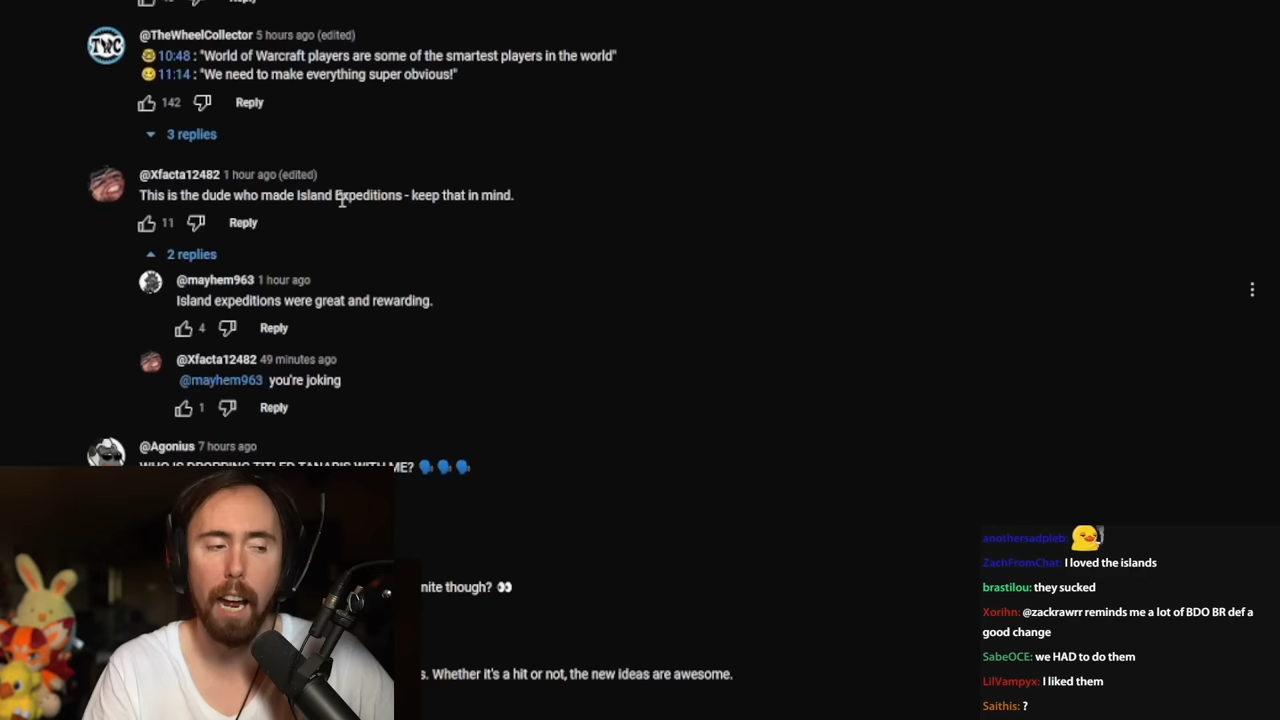 Reply
@TheWheelCollector 5 hours ago (edited)
10:48 : "World of Warcraft players are some of the smartest players in the world"
11:14 : "We need to make everything super obvious!"
142 Reply
3 replies
@Xfacta12482 1 hour ago (edited)
This is the dude who made Island Expeditions - keep that in mind.
11 Reply
2 replies
@mayhem963 1 hour ago
Island expeditions were great and rewarding.
4 Reply
@Xfacta12482 49 minutes ago
@mayhem963 you're joking
1 Reply
@Agonius 7 hours ago
WHO IS DROPPING TITLED TANARIS WITH ME?
nite though?
s. Whether it's a hit or not, the new ideas are awesome.
anothersadpleb:
ZachFromChat: I loved the islands
brastilou: they sucked
Xorihn: @zackrawrr reminds me a lot of BDO BR def a
good change
SabeOCE: we HAD to do them
LilVampyx: I liked them
Saithis: ?
TWC